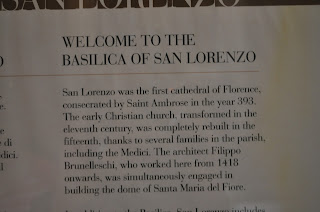 SAN LORENZO
WELCOME TO THE
BASILICA OF SAN LORENZO
San Lorenzo was the first cathedral of Florence,
consecrated by Saint Ambrose in the year 393.
The early Christian church, transformed in the
eleventh century, was completely rebuilt in the
fifteenth, thanks to several families in the parish,
including the Medici. The architect Filippo
Brunelleschi, who worked here from 1418
onwards, was simultaneously engaged in
building the dome of Santa Maria del Fiore.